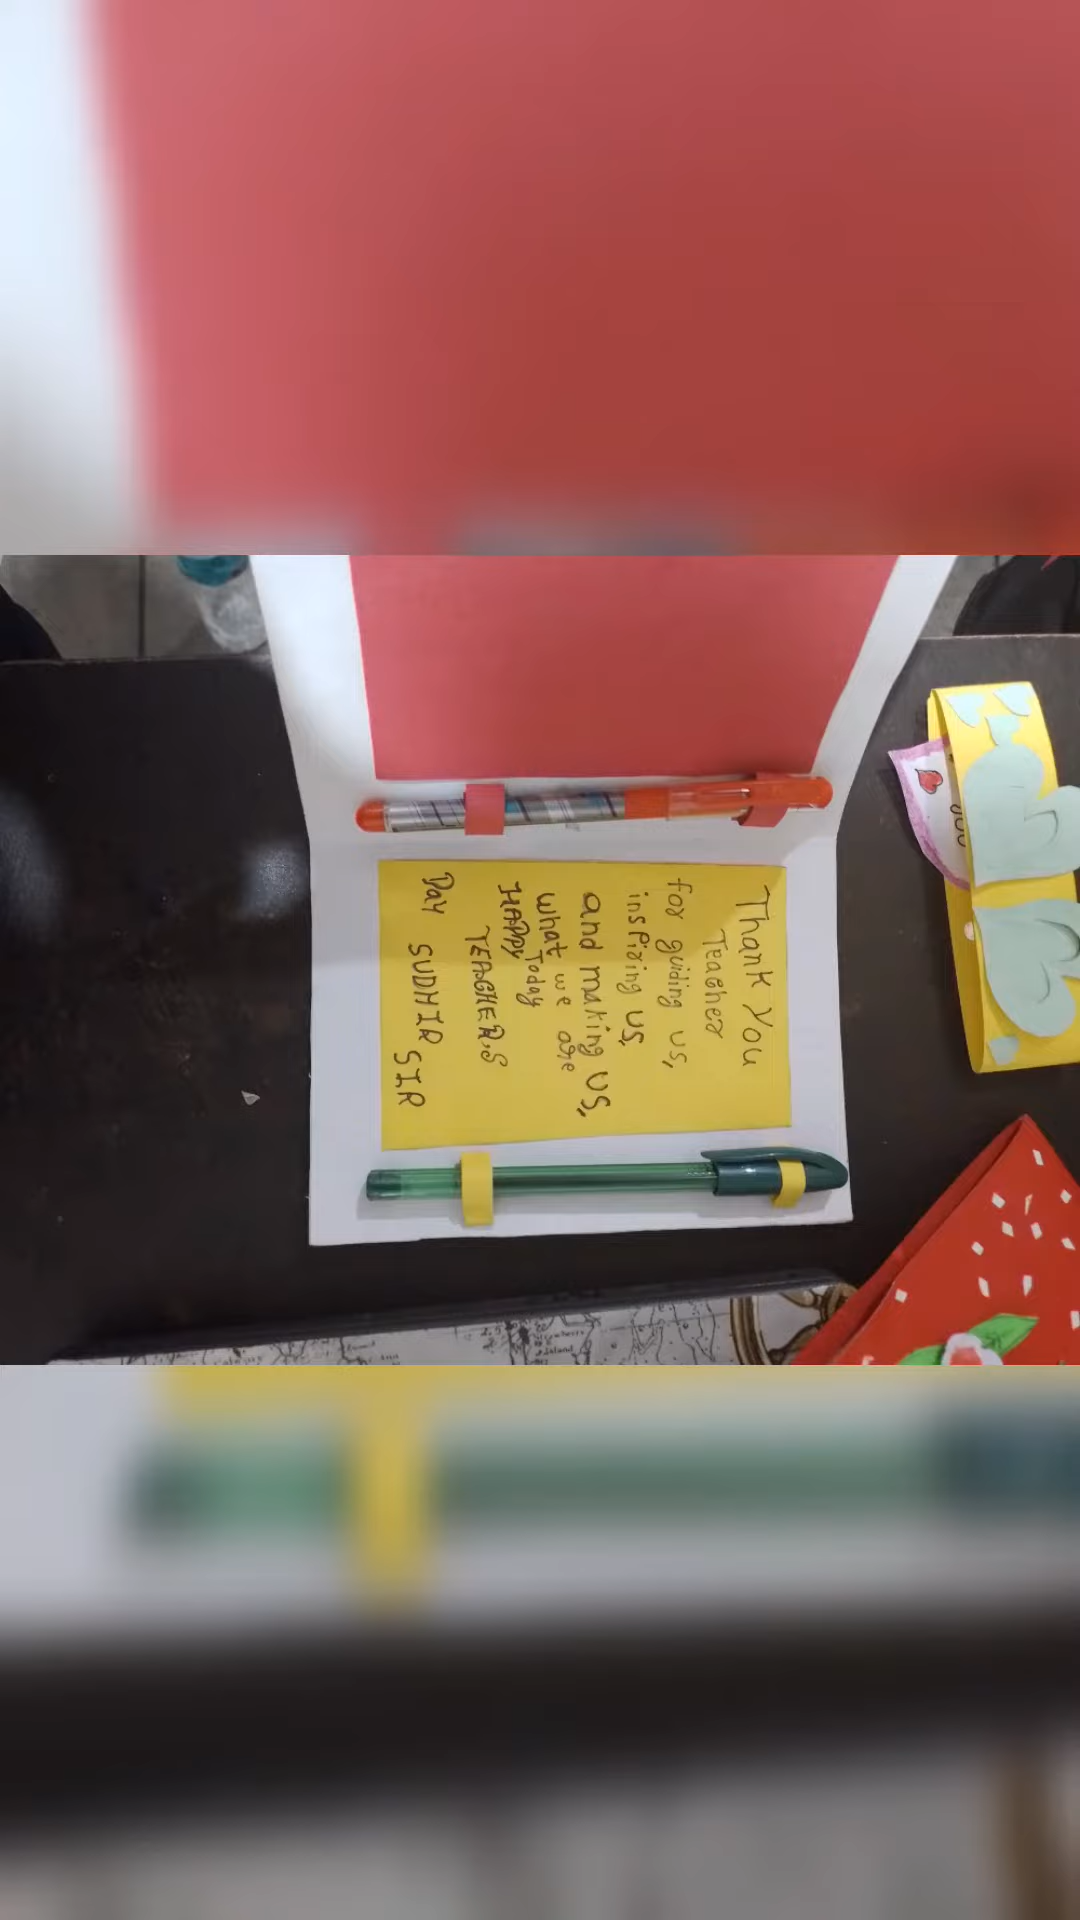 Thank You
Teacher
for guiding us,
inspiring us,
and making us,
what we are
Today
HAPPY
TEACHER,S
Day SUDHIR SIR
Island